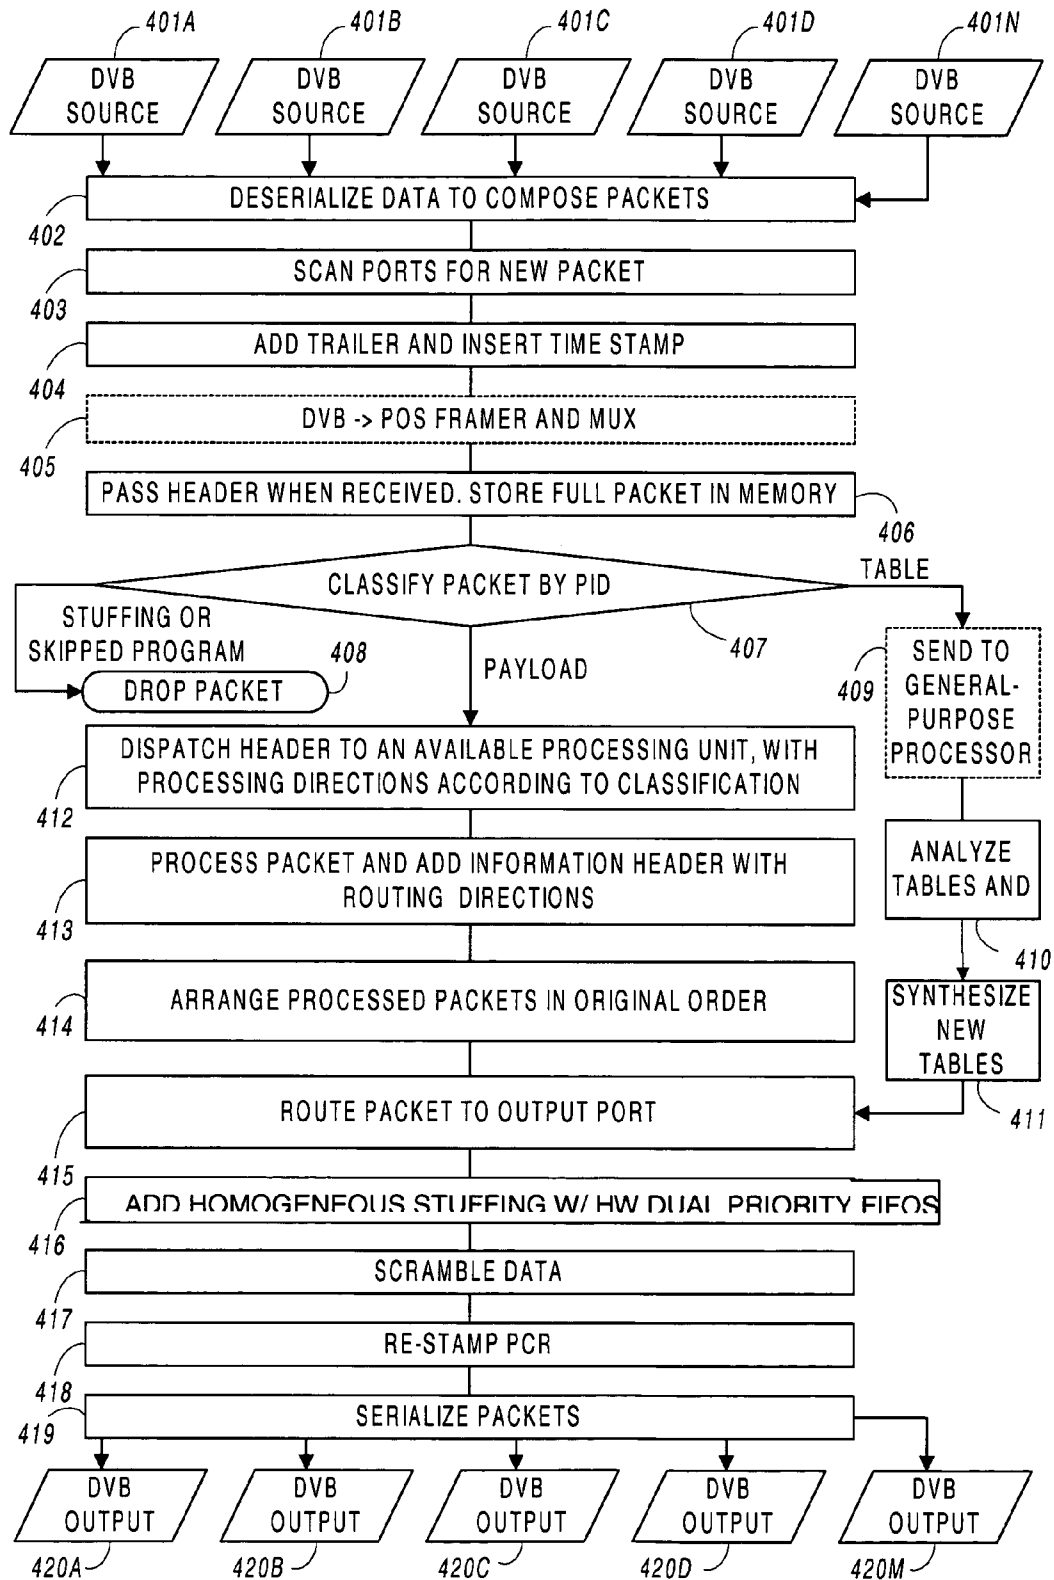 401A
401B
401C
401D
401N
DVB
SOURCE
DVB
SOURCE
DVB
SOURCE
DVB
SOURCE
DVB
SOURCE
DESERIALIZE DATA TO COMPOSE PACKETS
402
SCAN PORTS FOR NEW PACKET
403
ADD TRAILER AND INSERT TIME STAMP
404
DVB -> POS FRAMER AND MUX
405
PASS HEADER WHEN RECEIVED. STORE FULL PACKET IN MEMORY
406
CLASSIFY PACKET BY PID
407
TABLE
STUFFING OR
SKIPPED PROGRAM
408
DROP PACKET
PAYLOAD
409
SEND TO
GENERAL-
PURPOSE
PROCESSOR
DISPATCH HEADER TO AN AVAILABLE PROCESSING UNIT, WITH
PROCESSING DIRECTIONS ACCORDING TO CLASSIFICATION
412
ANALYZE
TABLES AND
410
PROCESS PACKET AND ADD INFORMATION HEADER WITH
ROUTING DIRECTIONS
413
ARRANGE PROCESSED PACKETS IN ORIGINAL ORDER
414
SYNTHESIZE
NEW
TABLES
411
ROUTE PACKET TO OUTPUT PORT
415
ADD HOMOGENEOUS STUFFING W/ HW DUAL PRIORITY FIFOS
416
SCRAMBLE DATA
417
RE-STAMP PCR
418
SERIALIZE PACKETS
419
DVB
OUTPUT
DVB
OUTPUT
DVB
OUTPUT
DVB
OUTPUT
DVB
OUTPUT
420A
420B
420C
420D
420M